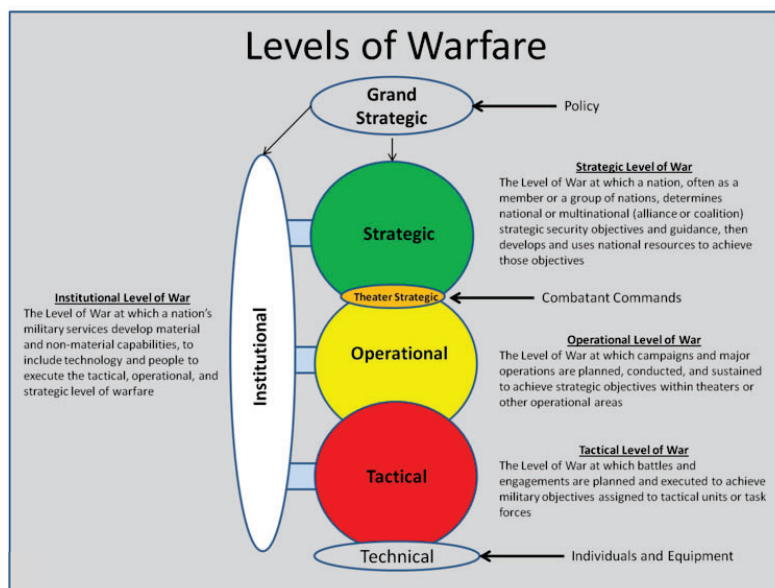 Levels of Warfare
Grand
Strategic
Policy
Strategic Level of War
The Level of War at which a nation, often as a
member or a group of nations, determines
national or multinational (alliance or coalition)
strategic security objectives and guidance, then
develops and uses national resources to achieve
those objectives
Strategic
Theater Strategic
Combatant Commands
Institutional Level of War
The Level of War at which a nation's
military services develop material
and non-material capabilities, to
include technology and people to
execute the tactical, operational, and
strategic level of warfare
Institutional
Operational
Operational Level of War
The Level of War at which campaigns and major
operations are planned, conducted, and sustained
to achieve strategic objectives within theaters or
other operational areas
Tactical
Tactical Level of War
The Level of War at which battles and
engagements are planned and executed to achieve
military objectives assigned to tactical units or task
forces
Technical
Individuals and Equipment